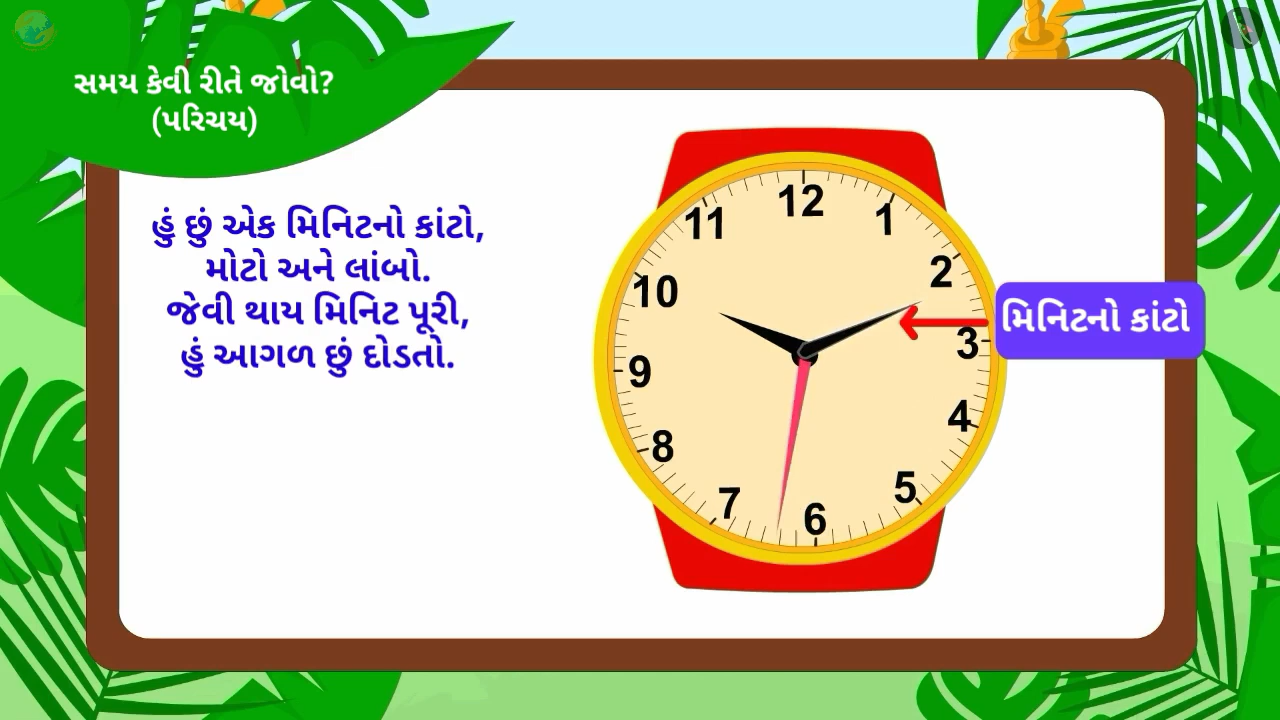 સમય કેવી રીતે જોવો?
(પરિચય)
હું છું એક મિનિટનો કાંટો,
મોટો અને લાંબો.
જેવી થાય મિનિટ પૂરી,
હું આગળ છું દોડતો.
12
11
1
10
2
મિનિટનો કાંટો
9
3
8
4
7
5
6